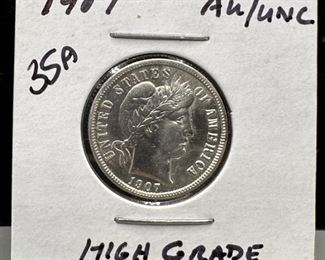 1907 AU/UNC
35A
UNITED STATES OF AMERICA
1907
HIGH GRADE